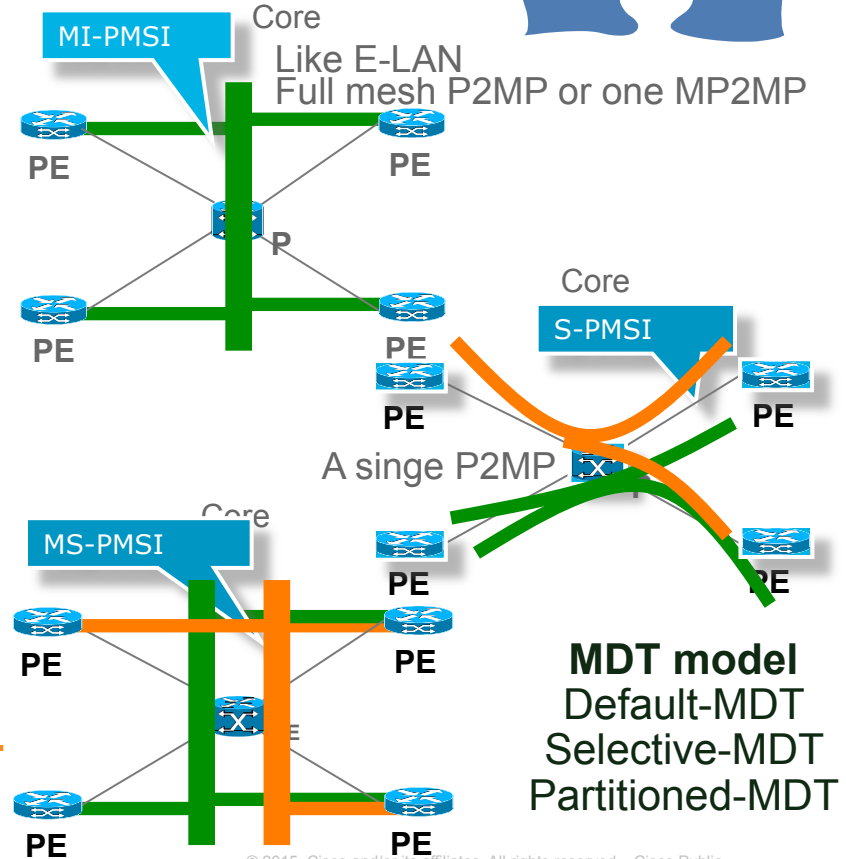 MI-PMSI
Core
Like E-LAN
Full mesh P2MP or one MP2MP
PE
PE
P
PE
PE
Core
S-PMSI
PE
PE
A singe P2MP
PE
PE
Core
MS-PMSI
PE
PE
PE
PE
MDT model
Default-MDT
Selective-MDT
Partitioned-MDT